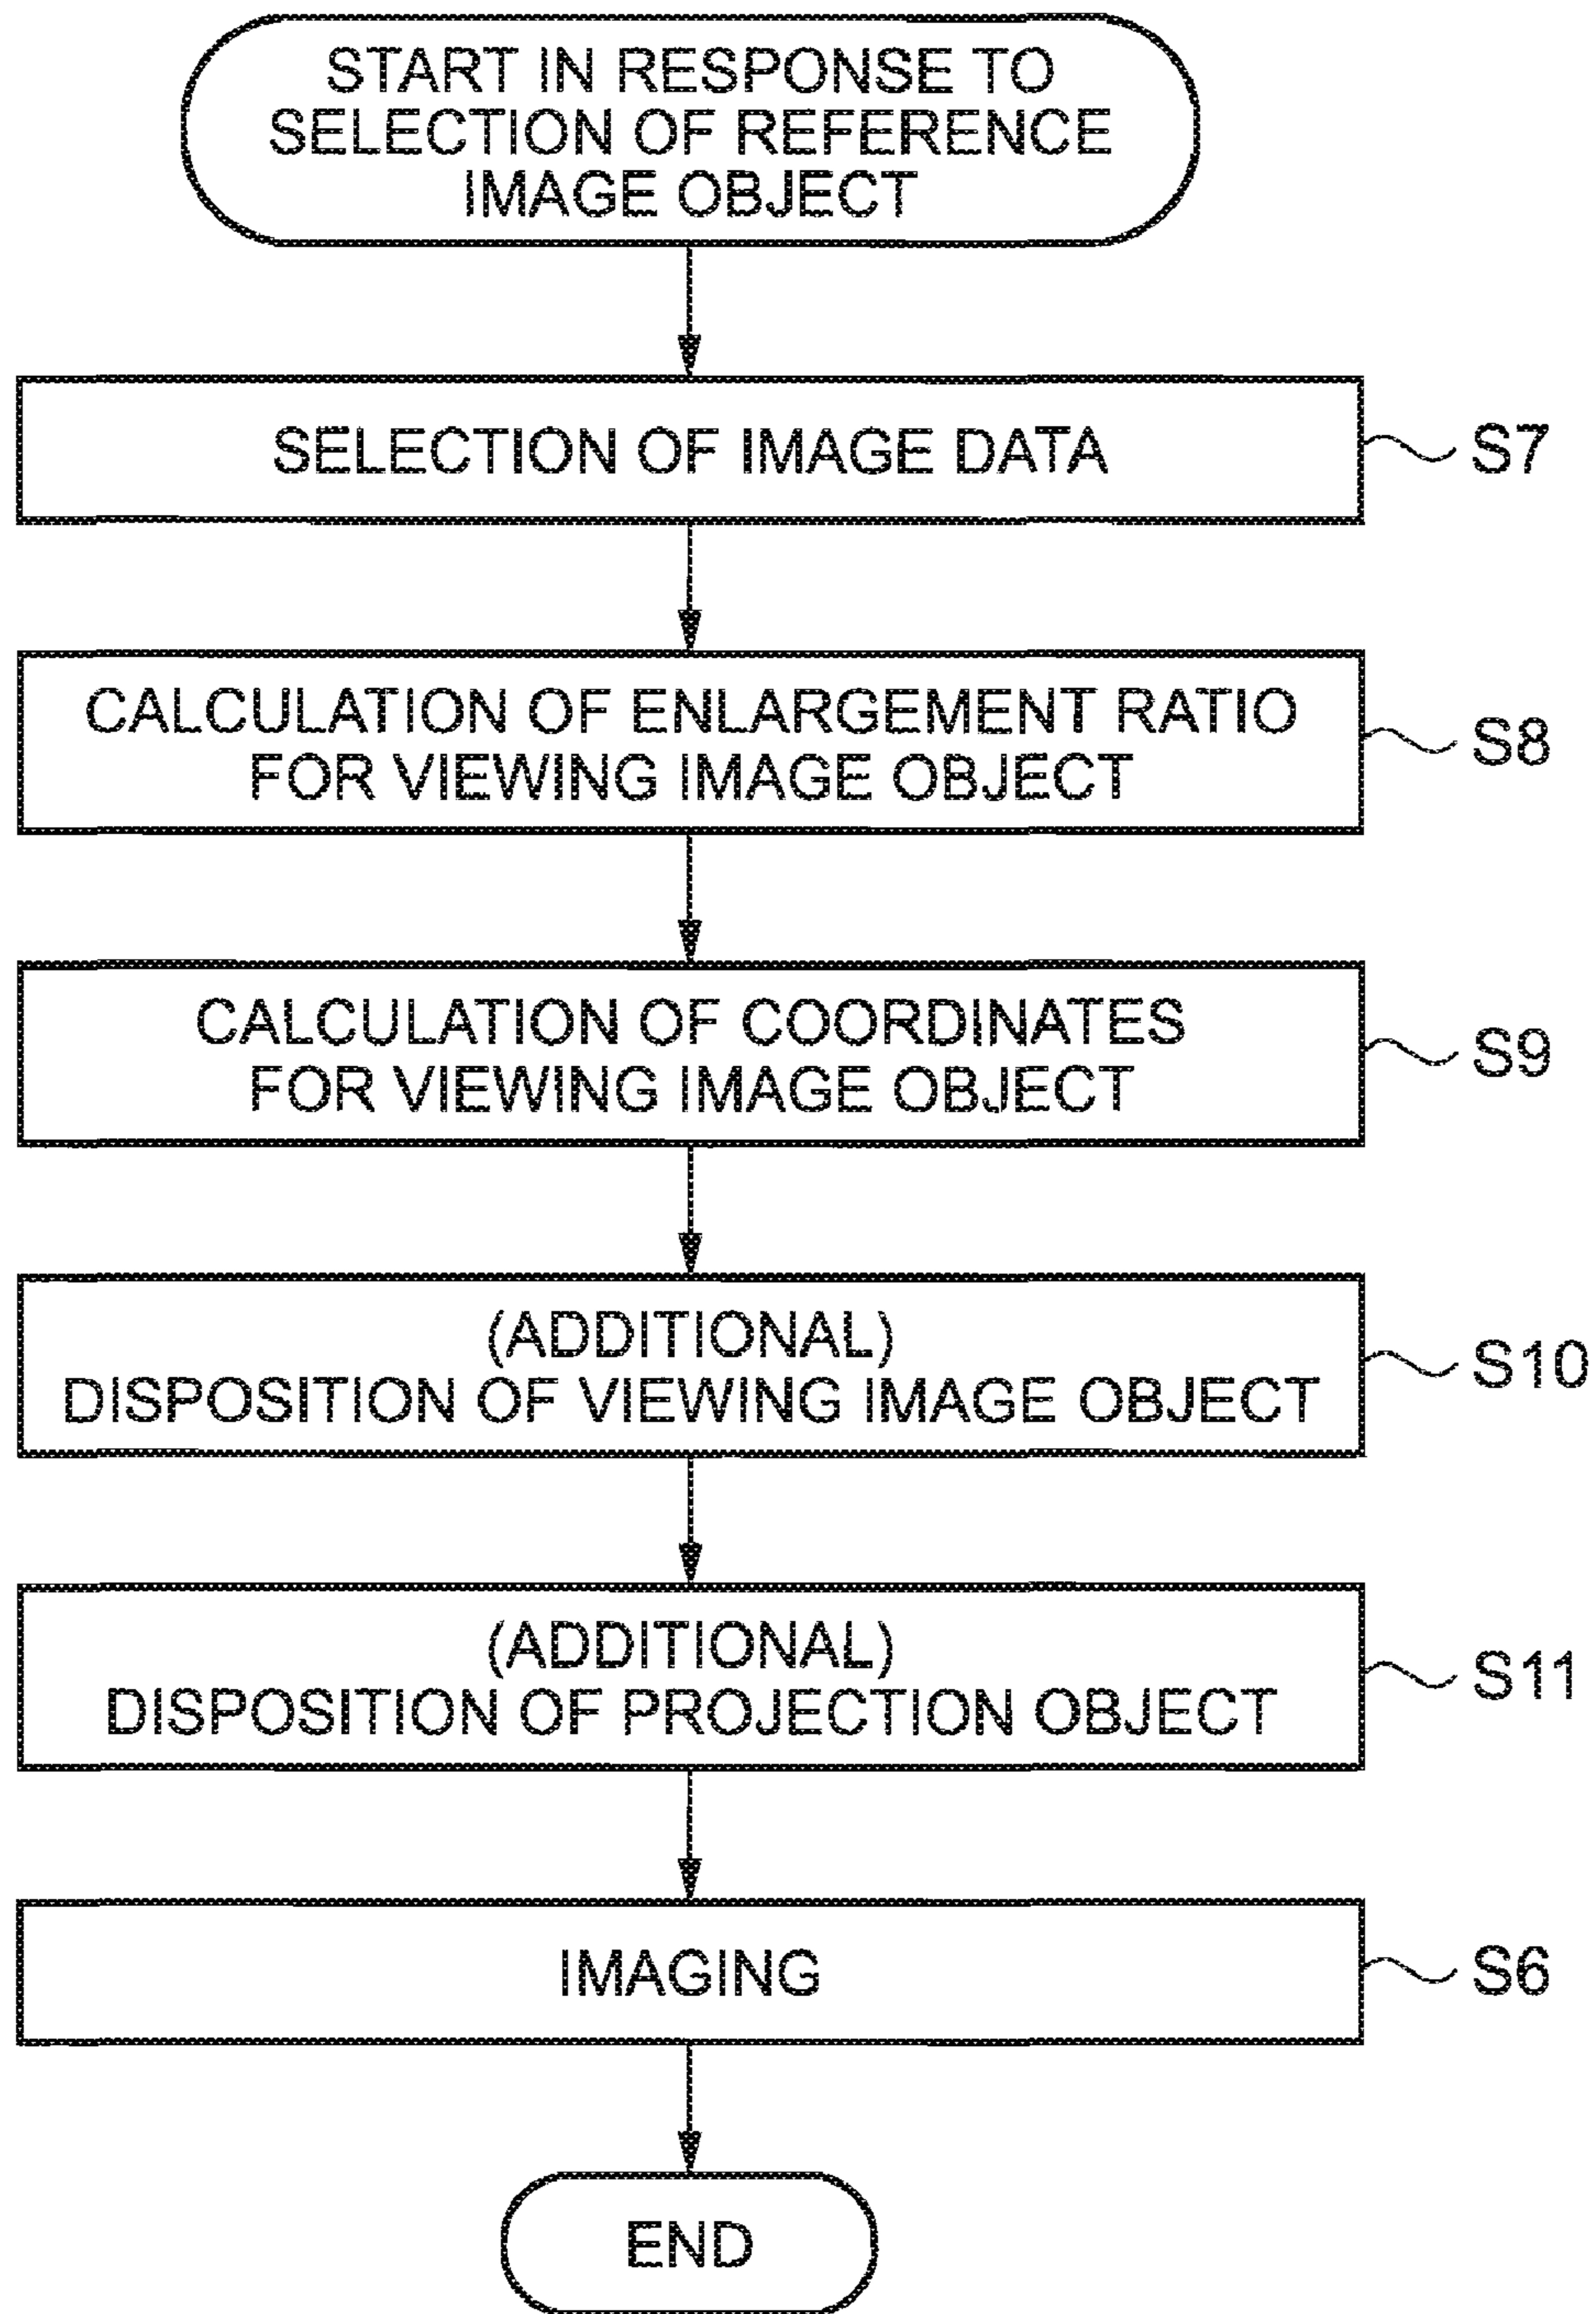 START IN RESPONSE TO
SELECTION OF REFERENCE
IMAGE OBJECT
SELECTION OF IMAGE DATA
S7
CALCULATION OF ENLARGEMENT RATIO
FOR VIEWING IMAGE OBJECT
S8
CALCULATION OF COORDINATES
FOR VIEWING IMAGE OBJECT
S9
(ADDITIONAL)
DISPOSITION OF VIEWING IMAGE OBJECT
S10
(ADDITIONAL)
DISPOSITION OF PROJECTION OBJECT
S11
IMAGING
S6
END